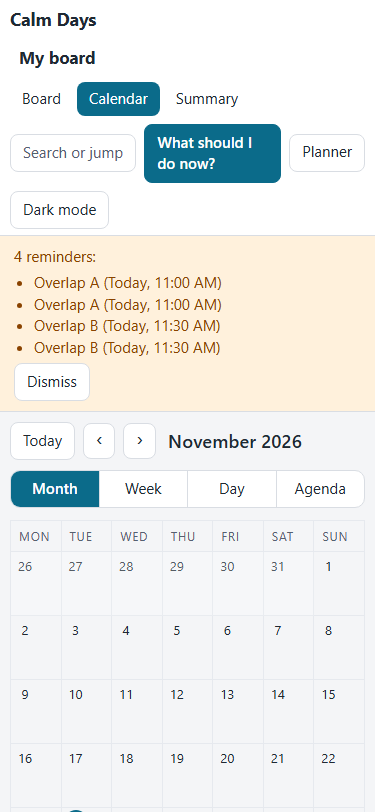 Calm Days
My board
Board Calendar Summary
Search or jump What should I do now? Planner
Dark mode
4 reminders:
• Overlap A (Today, 11:00 AM)
• Overlap A (Today, 11:00 AM)
• Overlap B (Today, 11:30 AM)
• Overlap B (Today, 11:30 AM)
Dismiss
Today ‹ › November 2026
Month Week Day Agenda
MON TUE WED THU FRI SAT SUN
26 27 28 29 30 31 1
2 3 4 5 6 7 8
9 10 11 12 13 14 15
16 17 18 19 20 21 22